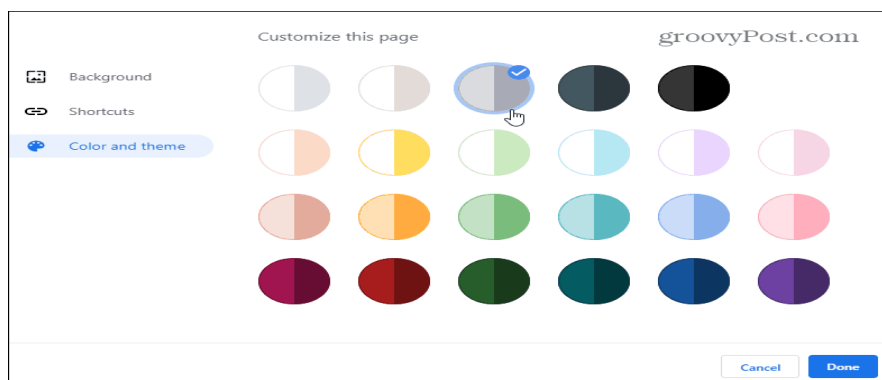 Customize this page
groovyPost.com
Background
Shortcuts
Color and theme
Cancel
Done